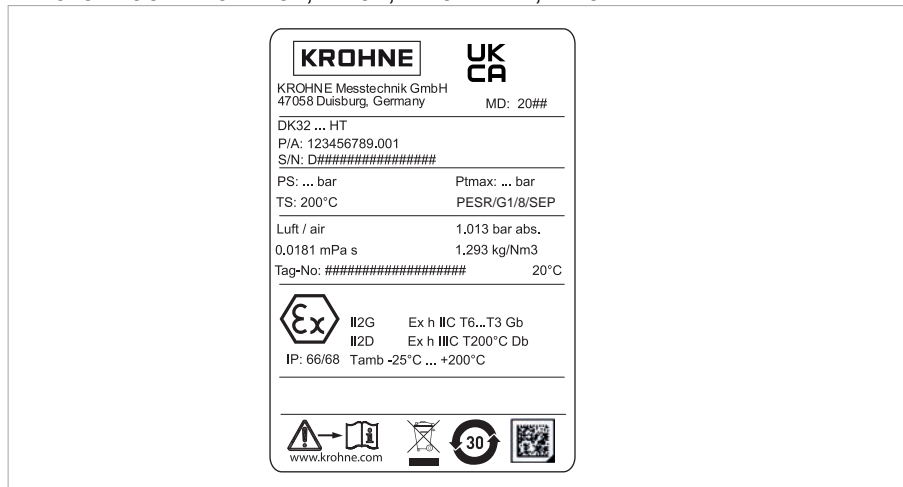 KROHNE
UK
CA
KROHNE Messtechnik GmbH
47058 Duisburg, Germany
MD: 20##
DK32 ... HT
P/A: 123456789.001
S/N: D################
PS: ... bar Ptmax: ... bar
TS: 200°C PESR/G1/8/SEP
Luft / air 1.013 bar abs.
0.0181 mPa s 1.293 kg/Nm3
Tag-No: ################### 20°C
Ex
II2G Ex h IIC T6...T3 Gb
II2D Ex h IIIC T200°C Db
IP: 66/68 Tamb -25°C ... +200°C
i
30
www.krohne.com